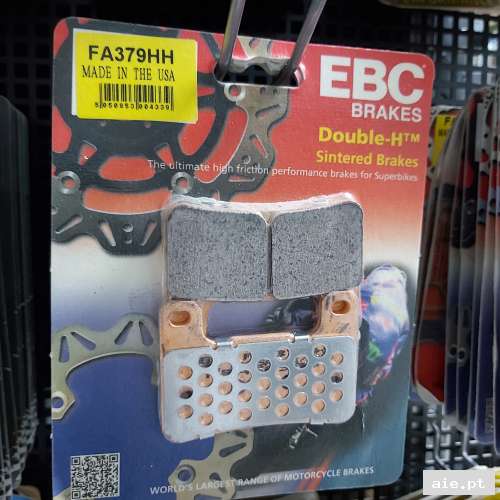 FA379HH
MADE IN THE USA
EBC
BRAKES
Double-H™
Sintered Brakes
The ultimate high friction performance brakes for Superbikes
WORLD'S LARGEST RANGE OF MOTORCYCLE BRAKES
aie.pt